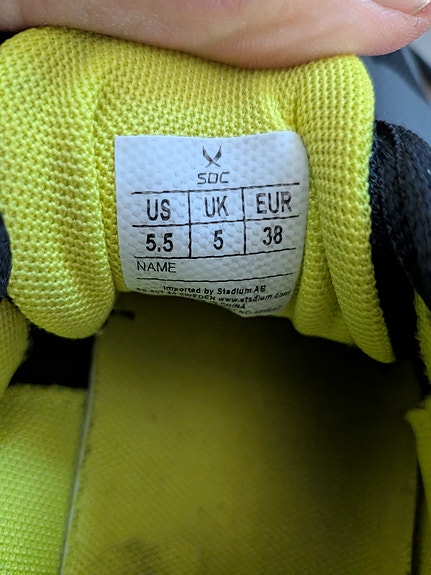 SOC
US UK EUR
5.5 5 38
NAME
Imported by Stadium AB
SWEDEN www.stadium.com